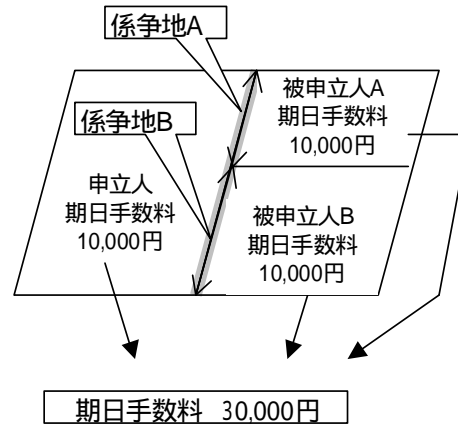 係争地A
係争地B
被申立人A
期日手数料
10,000円
申立人
期日手数料
10,000円
被申立人B
期日手数料
10,000円
期日手数料 30,000円